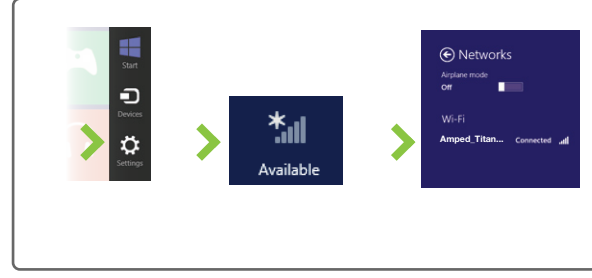 Start
Devices
Settings
Available
Networks
Airplane mode
Off
Wi-Fi
Amped_Titan... Connected